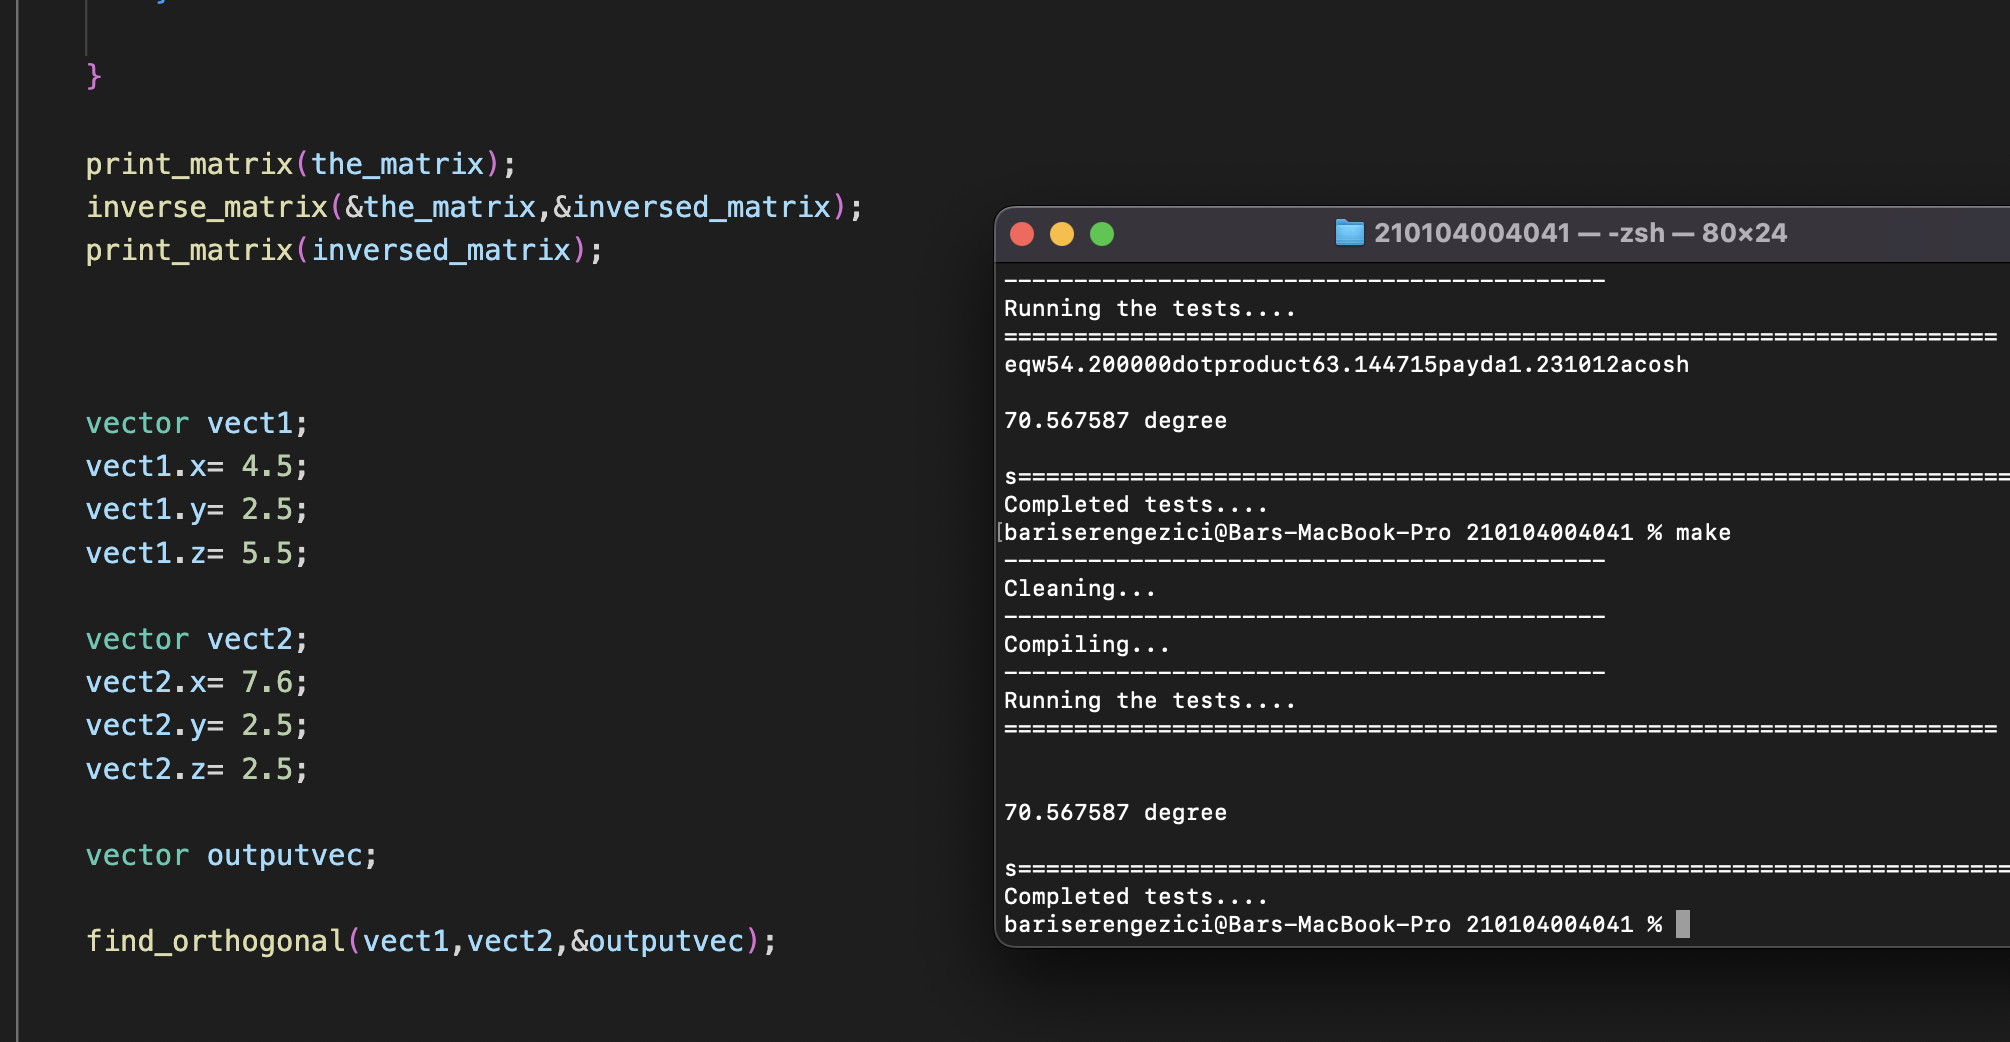 }
print_matrix(the_matrix);
inverse_matrix(&the_matrix,&inversed_matrix);
print_matrix(inversed_matrix);
vector vect1;
vect1.x= 4.5;
vect1.y= 2.5;
vect1.z= 5.5;
vector vect2;
vect2.x= 7.6;
vect2.y= 2.5;
vect2.z= 2.5;
vector outputvec;
find_orthogonal(vect1,vect2,&outputvec);
210104004041 — -zsh — 80×24
-------------------------------------------
Running the tests....
=======================================================================
eqw54.200000dotproduct63.144715payda1.231012acosh
70.567587 degree
s=======================================================================
Completed tests....
[bariserengezici@Bars-MacBook-Pro 210104004041 % make
-------------------------------------------
Cleaning...
-------------------------------------------
Compiling...
-------------------------------------------
Running the tests....
=======================================================================
70.567587 degree
s=======================================================================
Completed tests....
bariserengezici@Bars-MacBook-Pro 210104004041 %